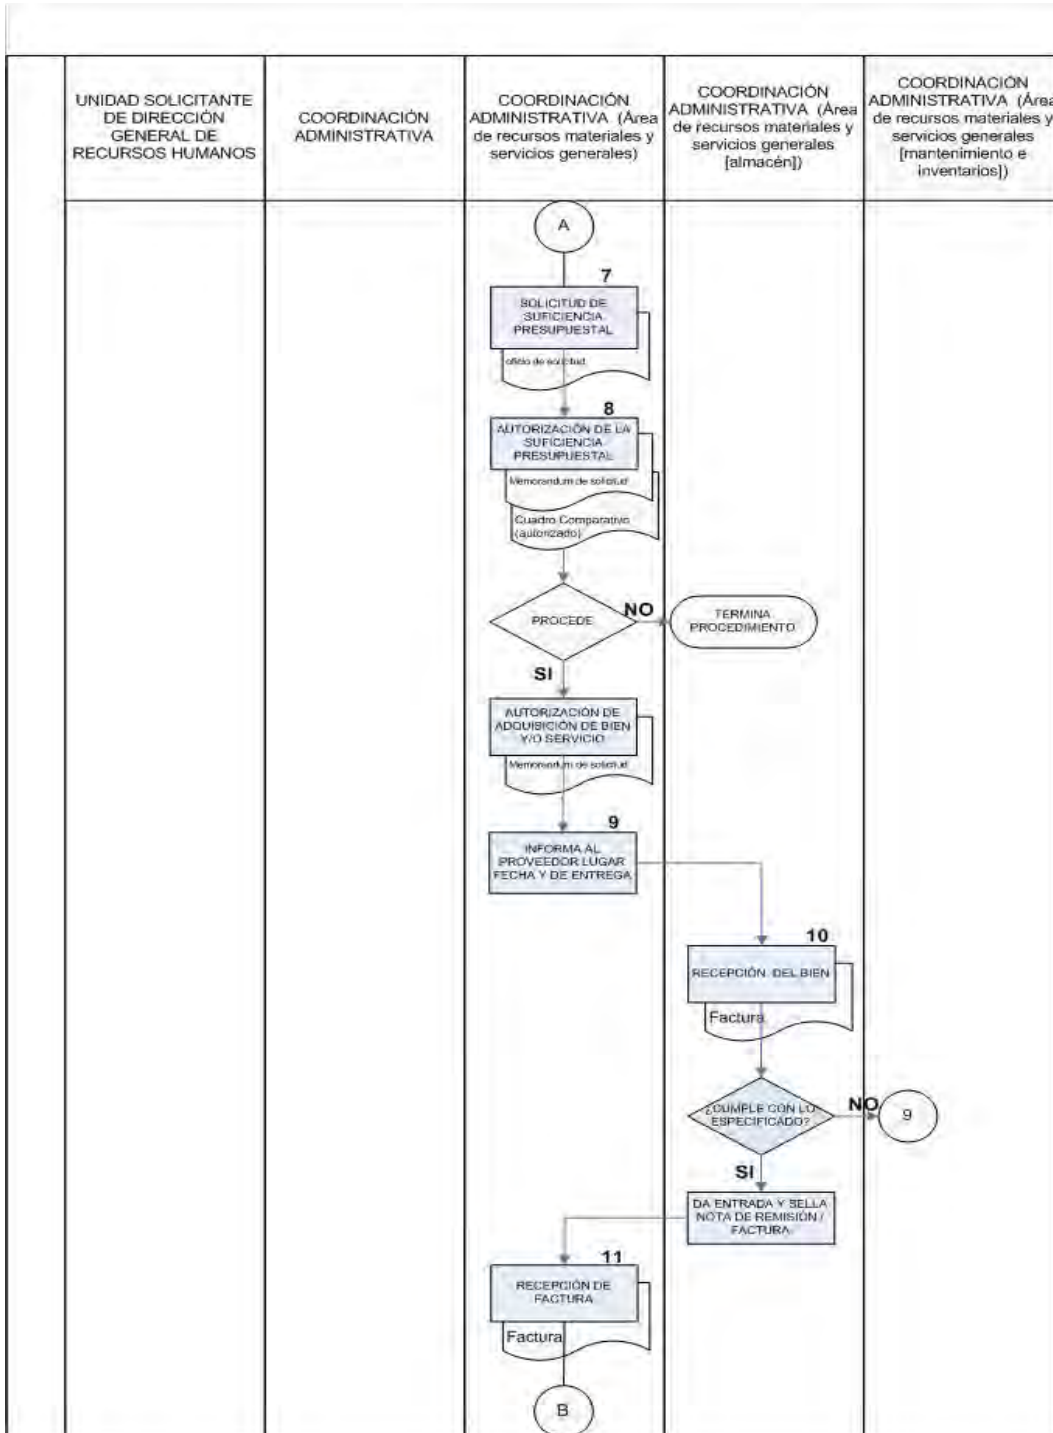 UNIDAD SOLICITANTE
DE DIRECCIÓN
GENERAL DE
RECURSOS HUMANOS
COORDINACIÓN
ADMINISTRATIVA
COORDINACIÓN
ADMINISTRATIVA (Área
de recursos materiales y
servicios generales)
COORDINACIÓN
ADMINISTRATIVA (Área
de recursos materiales y
servicios generales
[almacén])
COORDINACIÓN
ADMINISTRATIVA (Área
de recursos materiales y
servicios generales
[mantenimiento e
inventarios])
A
7
SOLICITUD DE
SUFICIENCIA
PRESUPUESTAL
oficio de solicitud
8
AUTORIZACIÓN DE LA
SUFICIENCIA
PRESUPUESTAL
Memorandum de solicitud
Cuadro Comparativo
(autorizado)
PROCEDE
NO
TERMINA
PROCEDIMIENTO
SI
AUTORIZACIÓN DE
ADQUISICIÓN DE BIEN
Y/O SERVICIO
Memorandum de solicitud
9
INFORMA AL
PROVEEDOR LUGAR
FECHA Y DE ENTREGA
10
RECEPCIÓN DEL BIEN
Factura
¿CUMPLE CON LO
ESPECIFICADO?
NO
9
SI
DA ENTRADA Y SELLA
NOTA DE REMISIÓN /
FACTURA
11
RECEPCIÓN DE
FACTURA
Factura
B